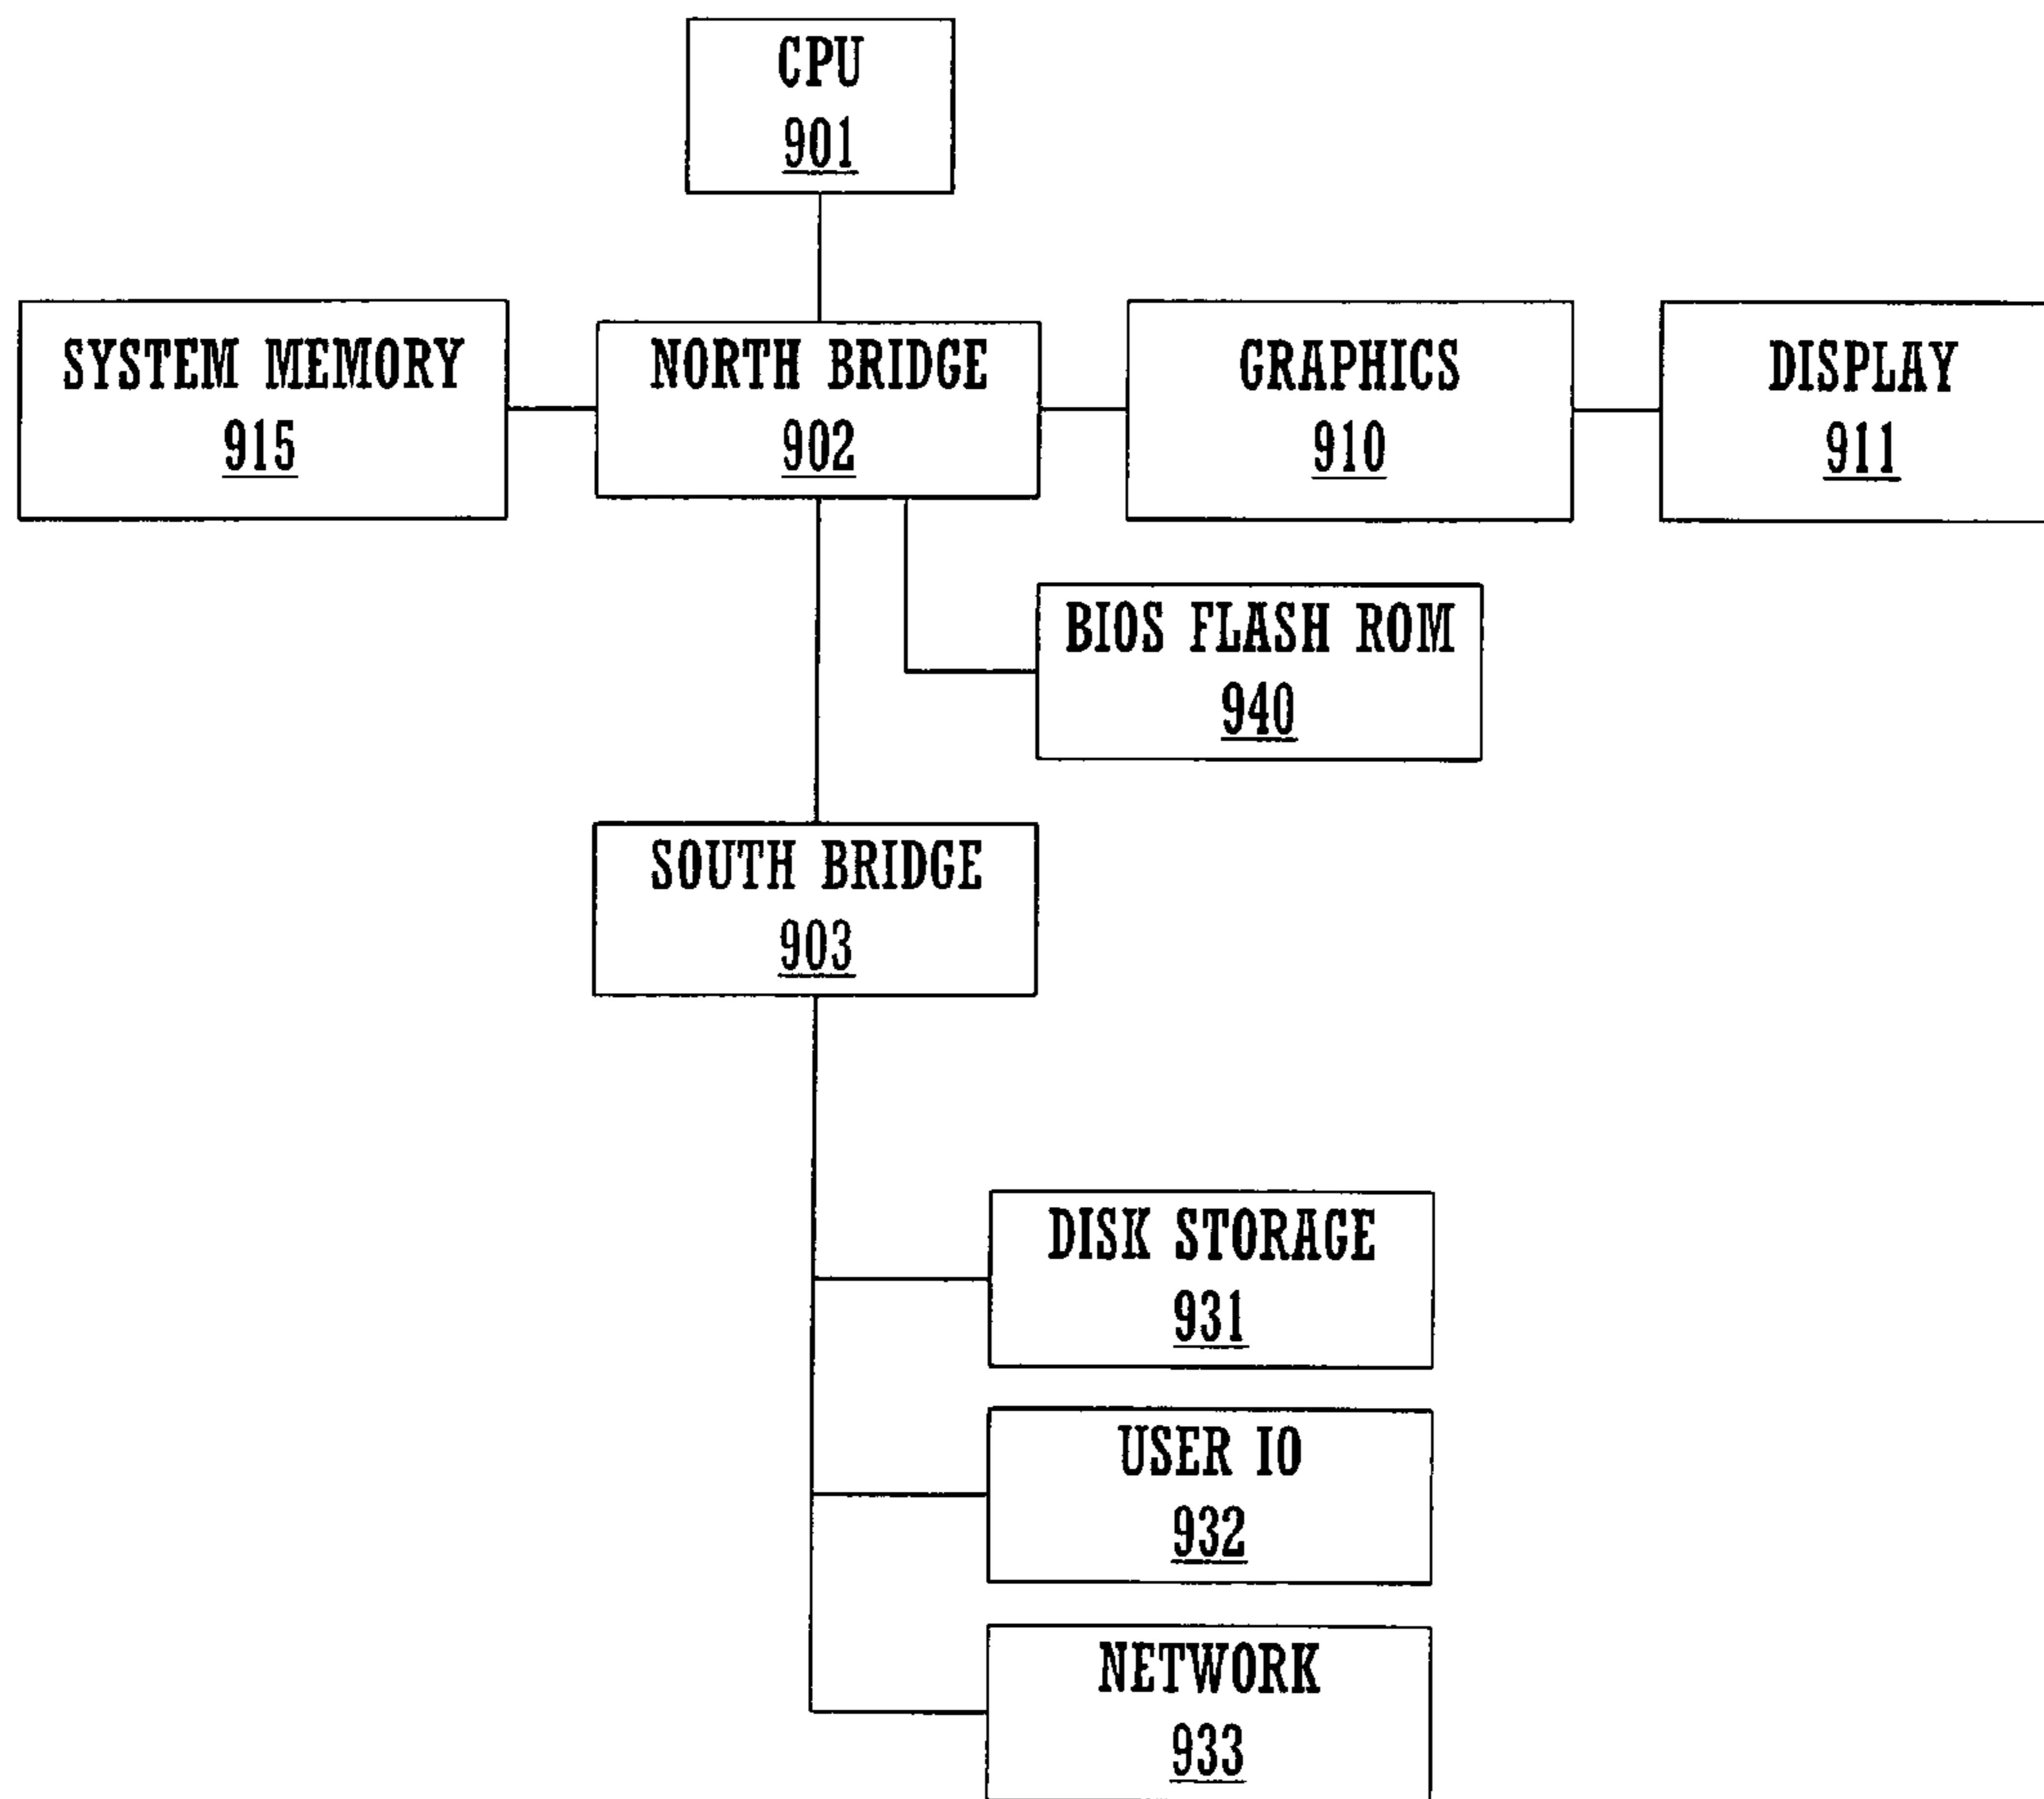 CPU
901
SYSTEM MEMORY
915
NORTH BRIDGE
902
GRAPHICS
910
DISPLAY
911
BIOS FLASH ROM
940
SOUTH BRIDGE
903
DISK STORAGE
931
USER IO
932
NETWORK
933